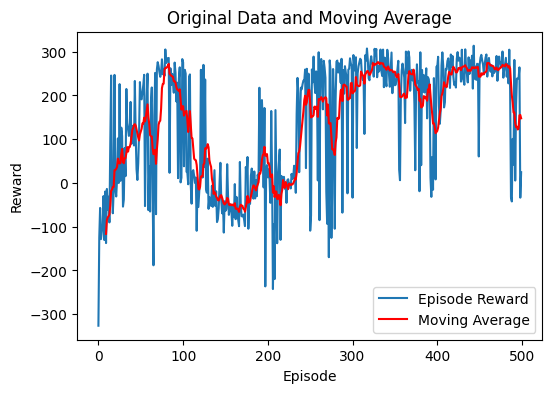 Original Data and Moving Average
Reward
300
200
100
0
−100
−200
−300
Episode Reward
Moving Average
0
100
200
300
400
500
Episode